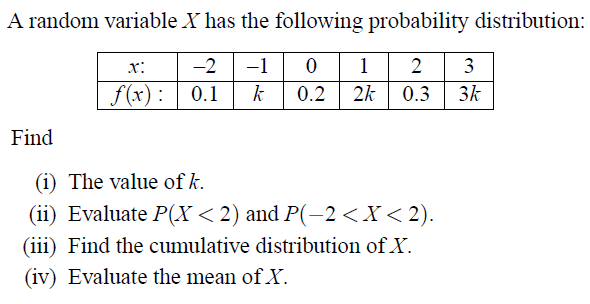 A random variable X has the following probability distribution:
x: −2 −1 0 1 2 3
f(x) : 0.1 k 0.2 2k 0.3 3k
Find
(i) The value of k.
(ii) Evaluate P(X < 2) and P(−2 < X < 2).
(iii) Find the cumulative distribution of X.
(iv) Evaluate the mean of X.